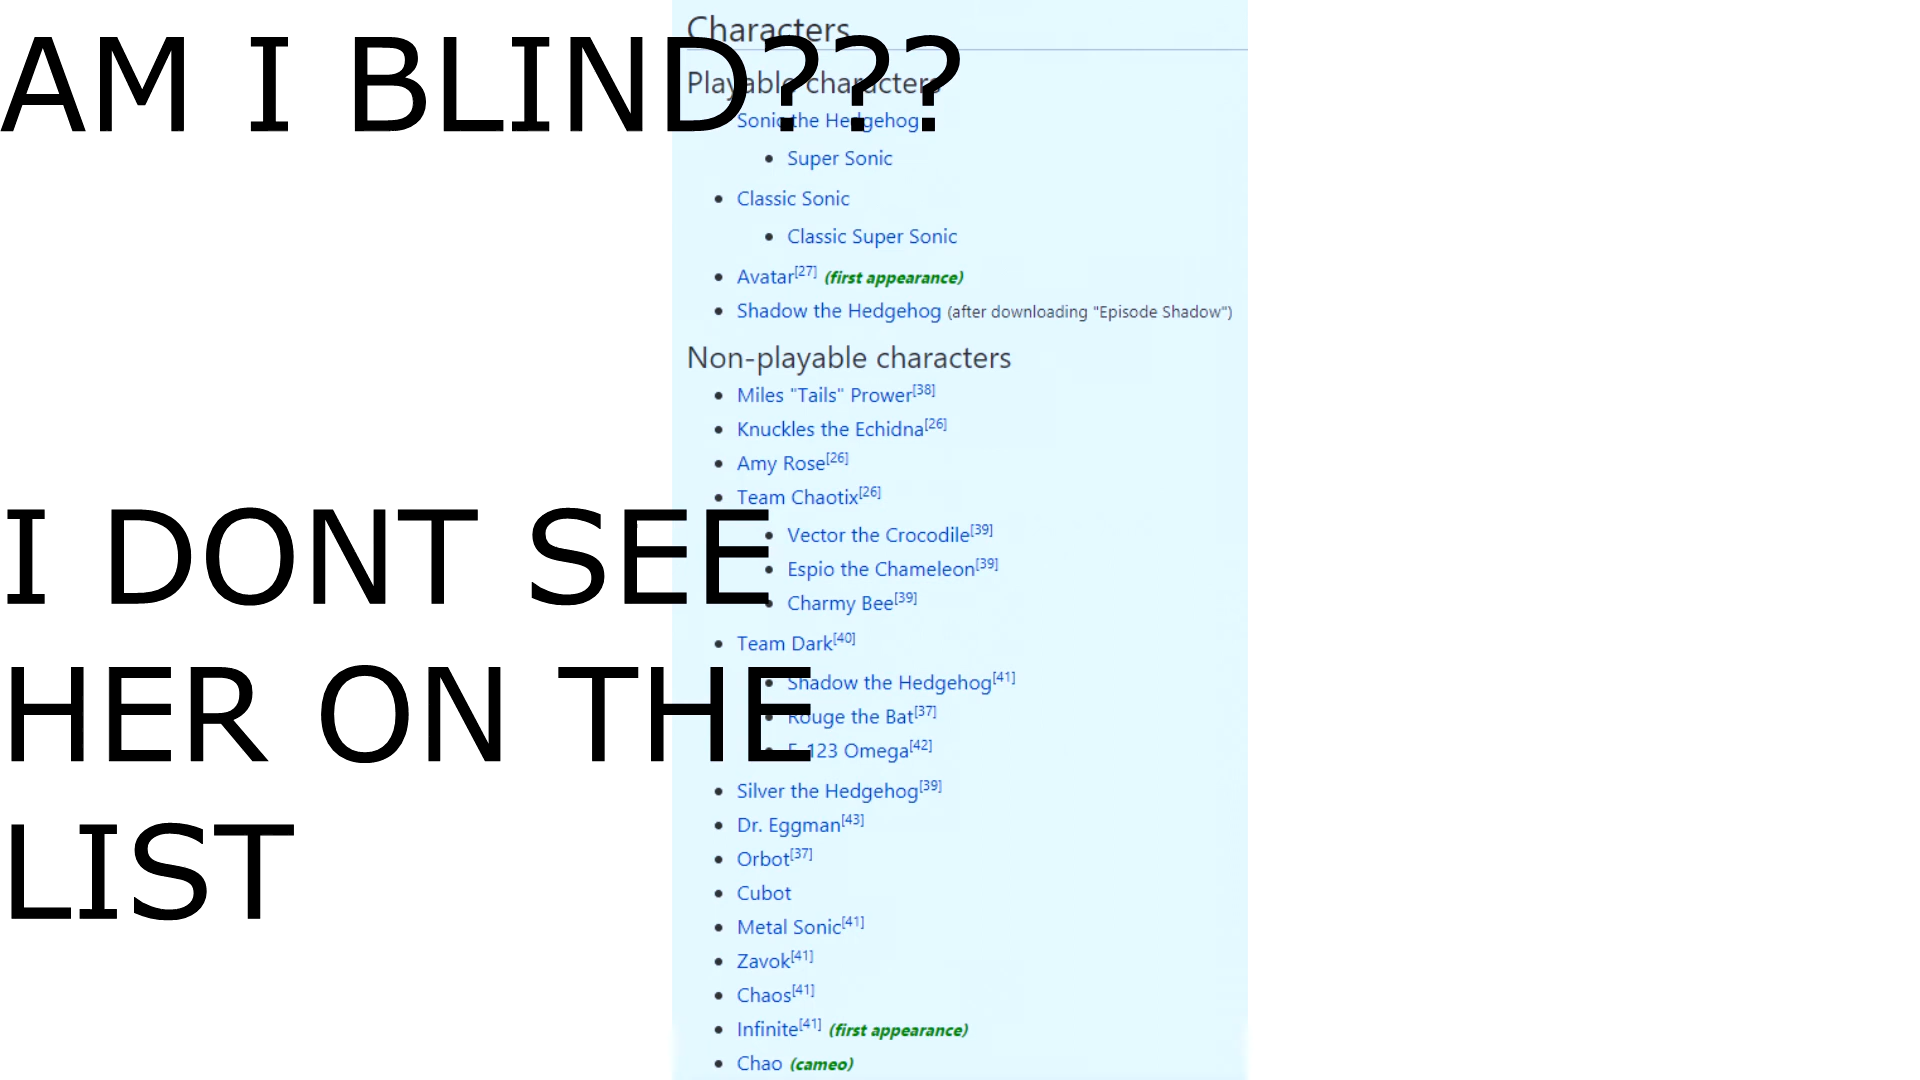 AM I BLIND???
Characters
Playable characters
Sonic the Hedgehog
Super Sonic
Classic Sonic
Classic Super Sonic
Avatar[27] (first appearance)
Shadow the Hedgehog (after downloading "Episode Shadow")
Non-playable characters
Miles "Tails" Prower[38]
Knuckles the Echidna[26]
Amy Rose[26]
Team Chaotix[26]
I DONT SEE
HER ON THE
LIST
Vector the Crocodile[39]
Espio the Chameleon[39]
Charmy Bee[39]
Team Dark[40]
Shadow the Hedgehog[41]
Rouge the Bat[37]
E-123 Omega[42]
Silver the Hedgehog[39]
Dr. Eggman[43]
Orbot[37]
Cubot
Metal Sonic[41]
Zavok[41]
Chaos[41]
Infinite[41] (first appearance)
Chao (cameo)